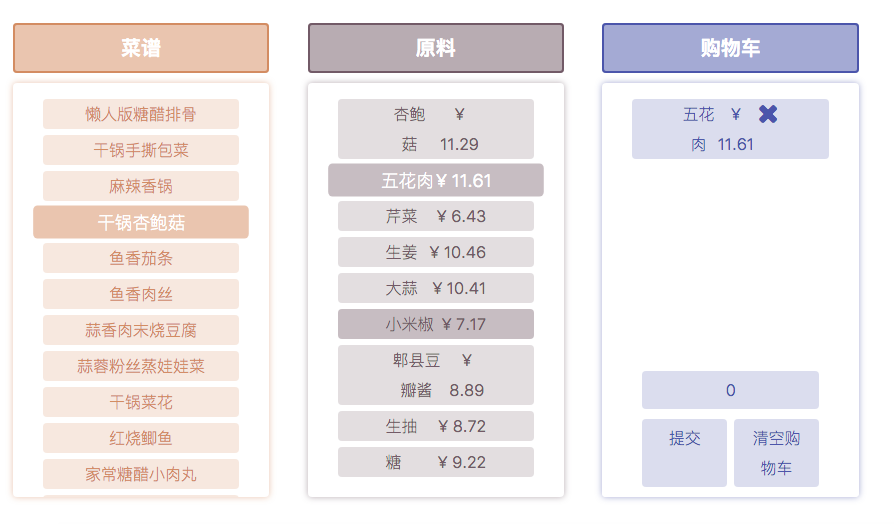 菜谱
懒人版糖醋排骨
干锅手撕包菜
麻辣香锅
干锅杏鲍菇
鱼香茄条
鱼香肉丝
蒜香肉末烧豆腐
蒜蓉粉丝蒸娃娃菜
干锅菜花
红烧鲫鱼
家常糖醋小肉丸
原料
杏鲍 ¥
菇 11.29
五花肉 ¥ 11.61
芹菜 ¥ 6.43
生姜 ¥ 10.46
大蒜 ¥ 10.41
小米椒 ¥ 7.17
郫县豆 ¥
瓣酱 8.89
生抽 ¥ 8.72
糖 ¥ 9.22
购物车
五花 ¥
肉 11.61
0
提交
清空购
物车